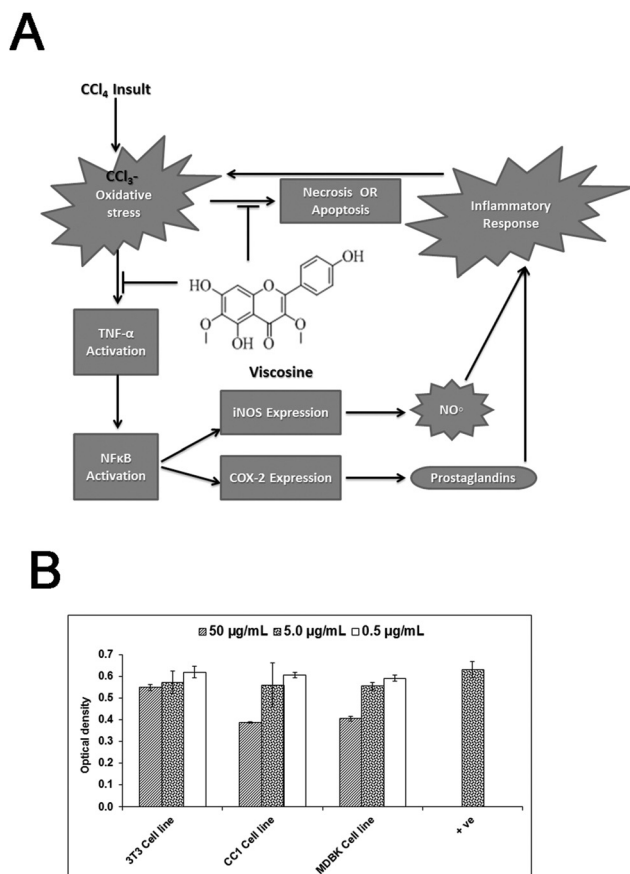 A
CCl₄ Insult
CCl₃-
Oxidative
stress
Necrosis OR
Apoptosis
Inflammatory
Response
OH
HO
O
O
OH
O
O
TNF-α
Activation
Viscosine
iNOS Expression
NO°
NFκB
Activation
COX-2 Expression
Prostaglandins
B
50 µg/mL 5.0 µg/mL 0.5 µg/mL
Optical density
0.7
0.6
0.5
0.4
0.3
0.2
0.1
0.0
3T3 Cell line
CC1 Cell line
MDBK Cell line
+ ve